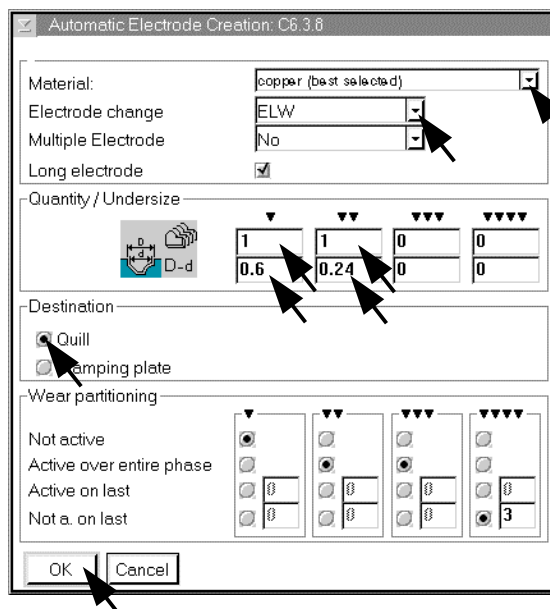 Automatic Electrode Creation: C6.3.8
Material: copper (best selected)
Electrode change ELW
Multiple Electrode No
Long electrode
Quantity / Undersize
D
d
D-d
1 1 0 0
0.6 0.24 0 0
Destination
Quill
amping plate
Wear partitioning
Not active
Active over entire phase
Active on last 0 0 0 0
Not a. on last 0 0 0 3
OK Cancel